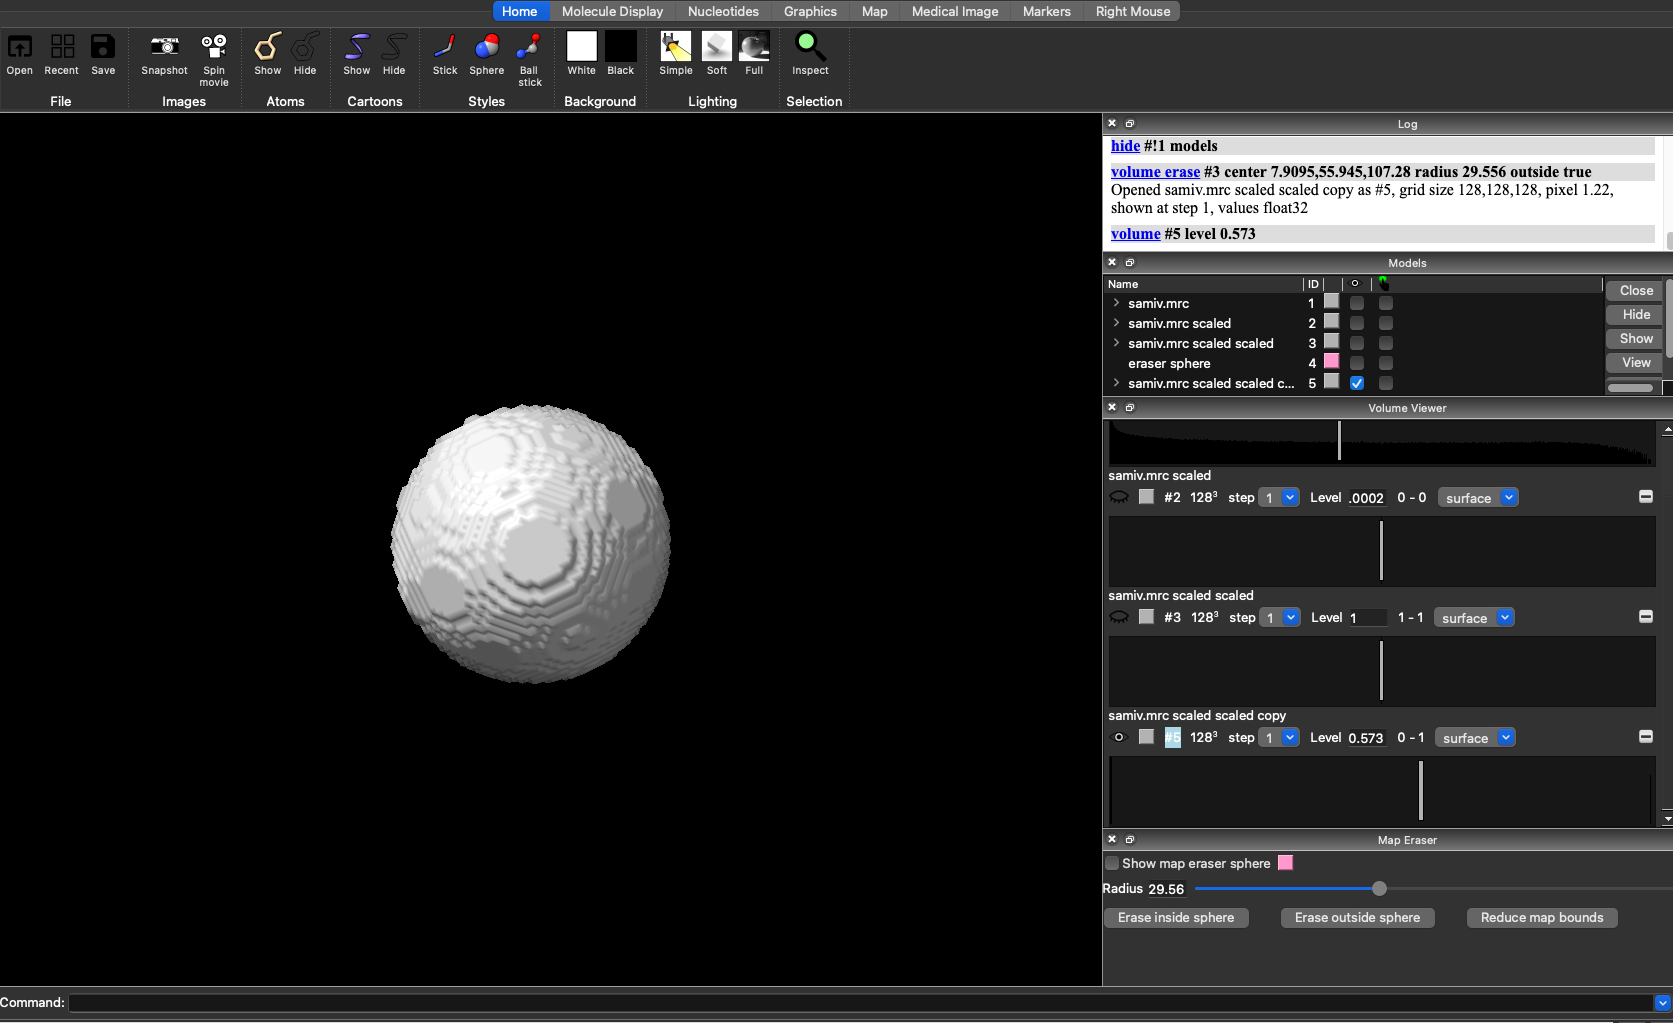 Home Molecule Display Nucleotides Graphics Map Medical Image Markers Right Mouse
Open Recent Save Snapshot Spin movie Show Hide Show Hide Stick Sphere Ball stick White Black Simple Soft Full Inspect
File Images Atoms Cartoons Styles Background Lighting Selection
Log
hide #!1 models
volume erase #3 center 7.9095,55.945,107.28 radius 29.556 outside true
Opened samiv.mrc scaled scaled copy as #5, grid size 128,128,128, pixel 1.22,
shown at step 1, values float32
volume #5 level 0.573
Models
Name ID
samiv.mrc 1
samiv.mrc scaled 2
samiv.mrc scaled scaled 3
eraser sphere 4
samiv.mrc scaled scaled c... 5
Close
Hide
Show
View
Volume Viewer
samiv.mrc scaled
#2 128³ step 1 Level .0002 0 - 0 surface
samiv.mrc scaled scaled
#3 128³ step 1 Level 1 1 - 1 surface
samiv.mrc scaled scaled copy
#5 128³ step 1 Level 0.573 0 - 1 surface
Map Eraser
Show map eraser sphere
Radius 29.56
Erase inside sphere Erase outside sphere Reduce map bounds
Command: